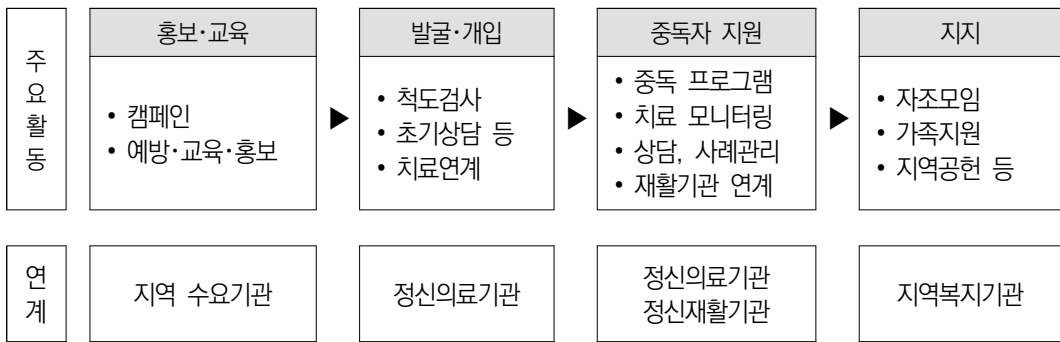 주요활동
홍보·교육
• 캠페인
• 예방·교육·홍보
발굴·개입
• 척도검사
• 초기상담 등
• 치료연계
중독자 지원
• 중독 프로그램
• 치료 모니터링
• 상담, 사례관리
• 재활기관 연계
지지
• 자조모임
• 가족지원
• 지역공헌 등
연계
지역 수요기관
정신의료기관
정신의료기관
정신재활기관
지역복지기관